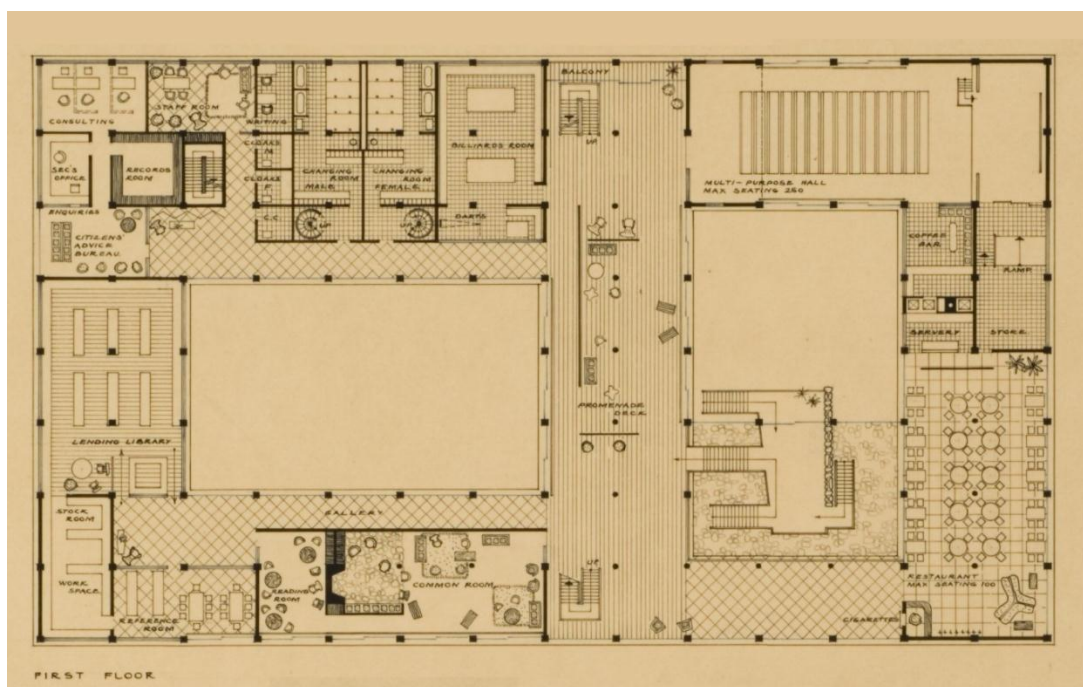 BALCONY
CONSULTING
STAFF ROOM
WAITING
UP
SEC'S
OFFICE
RECORDS
ROOM
CLOAKS
M
CLOAKS
F
C.C.
CHANGING
ROOM
MALE
CHANGING
ROOM
FEMALE
UP
UP
BILLIARDS ROOM
DARTS
MULTI-PURPOSE HALL
MAX SEATING 250
ENQUIRIES
CITIZENS'
ADVICE
BUREAU.
COFFEE
BAR
RAMP
SERVERY
STORE
PROMENADE
DECK
LENDING LIBRARY
STOCK
ROOM
GALLERY
WORK
SPACE
REFERENCE
ROOM
READING
ROOM
COMMON ROOM
UP
RESTAURANT
MAX SEATING 100
CIGARETTES
FIRST FLOOR